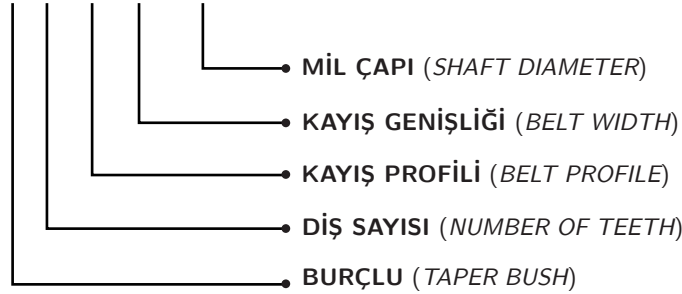 MİL ÇAPI (SHAFT DIAMETER)
KAYIŞ GENİŞLİĞİ (BELT WIDTH)
KAYIŞ PROFİLİ (BELT PROFILE)
DİŞ SAYISI (NUMBER OF TEETH)
BURÇLU (TAPER BUSH)